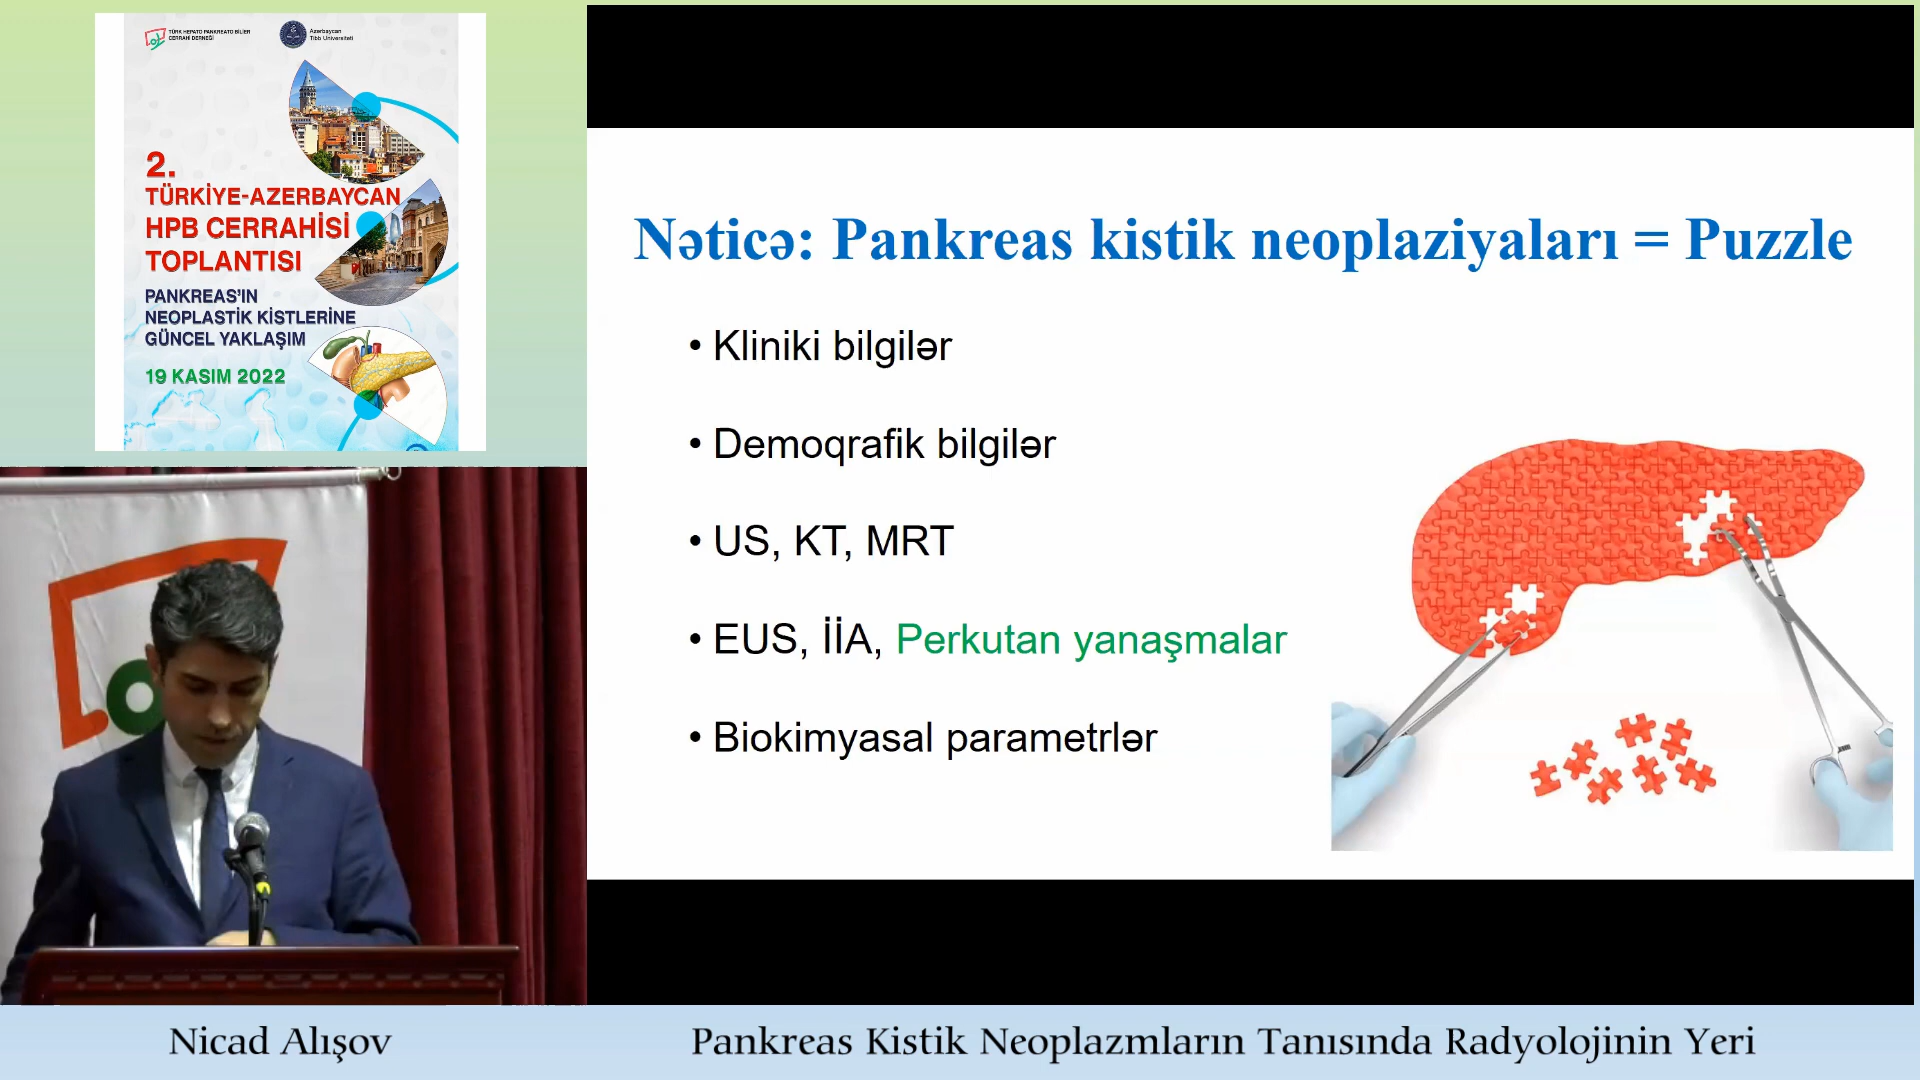 TÜRK HEPATO PANKREATO BİLİER
CERRAHİ DERNEĞİ
Azərbaycan
Tibb Universiteti
2.
TÜRKİYE-AZERBAYCAN
HPB CERRAHİSİ
TOPLANTISI
PANKREAS'IN
NEOPLASTİK KİSTLERİNE
GÜNCEL YAKLAŞIM
19 KASIM 2022
Nəticə: Pankreas kistik neoplaziyaları = Puzzle
• Kliniki bilgilər
• Demoqrafik bilgilər
• US, KT, MRT
• EUS, İİA, Perkutan yanaşmalar
• Biokimyasal parametrlər
Nicad Alışov
Pankreas Kistik Neoplazmların Tanısında Radyolojinin Yeri